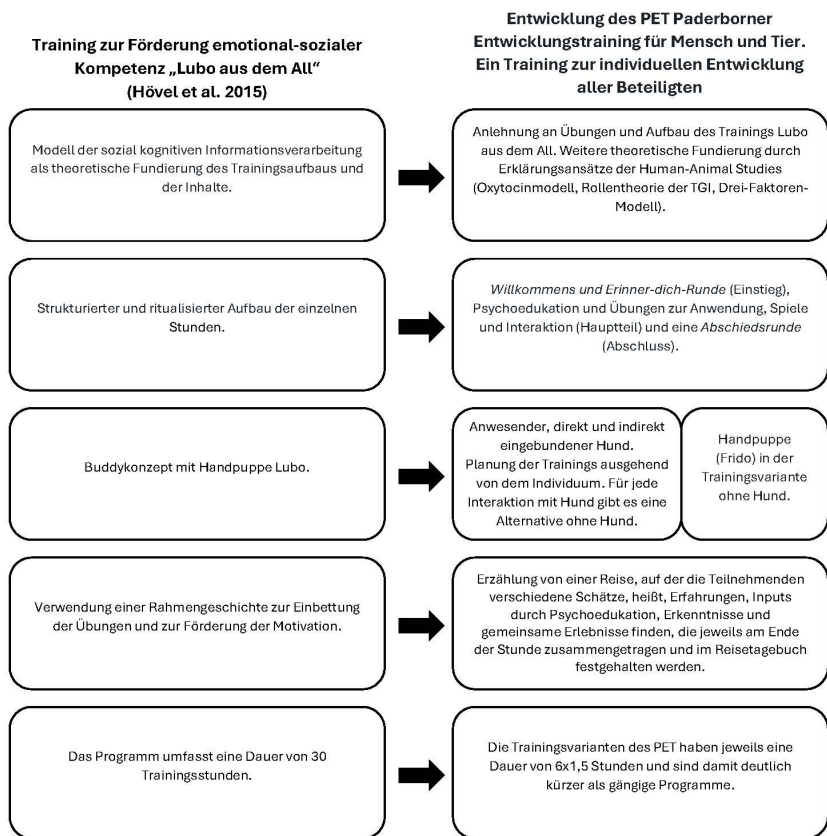 Training zur Förderung emotional-sozialer
Kompetenz „Lubo aus dem All“
(Hövel et al. 2015)
Entwicklung des PET Paderborner
Entwicklungstraining für Mensch und Tier.
Ein Training zur individuellen Entwicklung
aller Beteiligten
Modell der sozial kognitiven Informationsverarbeitung
als theoretische Fundierung des Trainingsaufbaus und
der Inhalte.
Anlehnung an Übungen und Aufbau des Trainings Lubo
aus dem All. Weitere theoretische Fundierung durch
Erklärungsansätze der Human-Animal Studies
(Oxytocinmodell, Rollentheorie der TGI, Drei-Faktoren-
Modell).
Strukturierter und ritualisierter Aufbau der einzelnen
Stunden.
Willkommens und Erinner-dich-Runde (Einstieg),
Psychoedukation und Übungen zur Anwendung, Spiele
und Interaktion (Hauptteil) und eine Abschiedsrunde
(Abschluss).
Buddykonzept mit Handpuppe Lubo.
Anwesender, direkt und indirekt
eingebundener Hund.
Planung der Trainings ausgehend
von dem Individuum. Für jede
Interaktion mit Hund gibt es eine
Alternative ohne Hund.
Handpuppe
(Frido) in der
Trainingsvariante
ohne Hund.
Verwendung einer Rahmengeschichte zur Einbettung
der Übungen und zur Förderung der Motivation.
Erzählung von einer Reise, auf der die Teilnehmenden
verschiedene Schätze, heißt, Erfahrungen, Inputs
durch Psychoedukation, Erkenntnisse und
gemeinsame Erlebnisse finden, die jeweils am Ende
der Stunde zusammengetragen und im Reisetagebuch
festgehalten werden.
Das Programm umfasst eine Dauer von 30
Trainingsstunden.
Die Trainingsvarianten des PET haben jeweils eine
Dauer von 6x1,5 Stunden und sind damit deutlich
kürzer als gängige Programme.